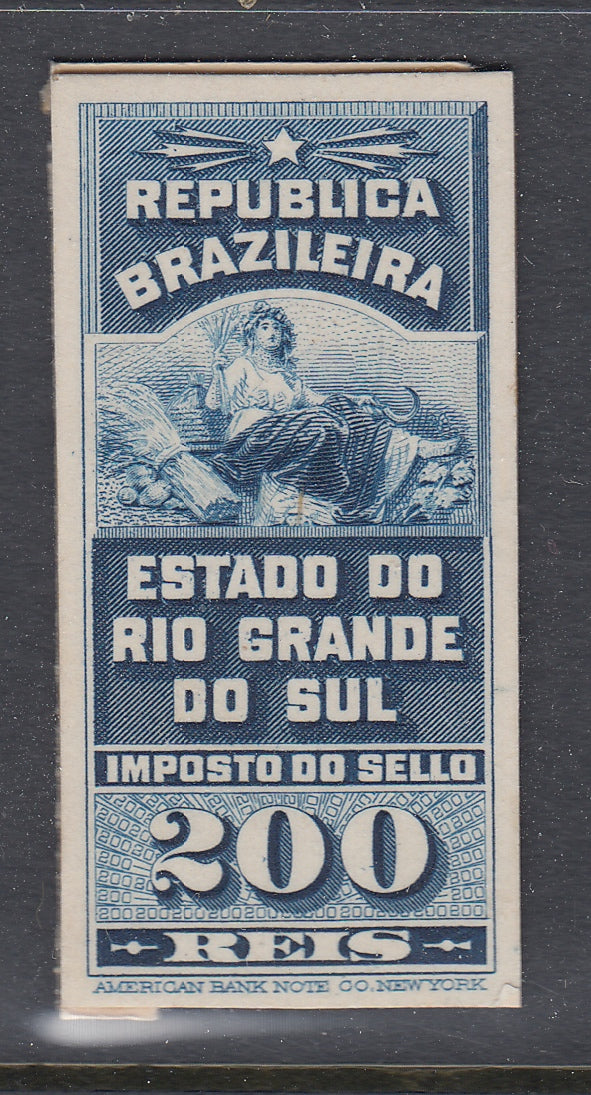 REPUBLICA
BRAZILEIRA
ESTADO DO
RIO GRANDE
DO SUL
IMPOSTO DO SELLO
200
REIS
AMERICAN BANK NOTE CO. NEW YORK.